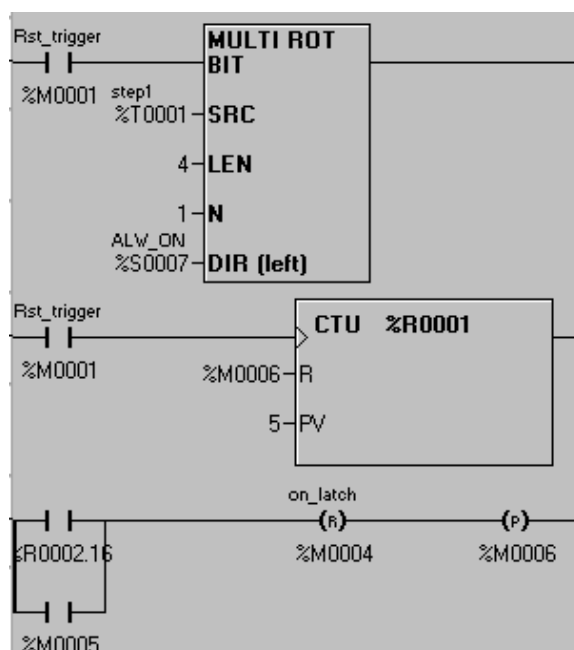 Rst_trigger
MULTI ROT
BIT
%M0001
step1
%T0001
SRC
4
LEN
1
N
ALW_ON
%S0007
DIR (left)
Rst_trigger
CTU %R0001
%M0001
%M0006
R
5
PV
on_latch
(R)
(P)
%R0002.16
%M0004
%M0006
%M0005